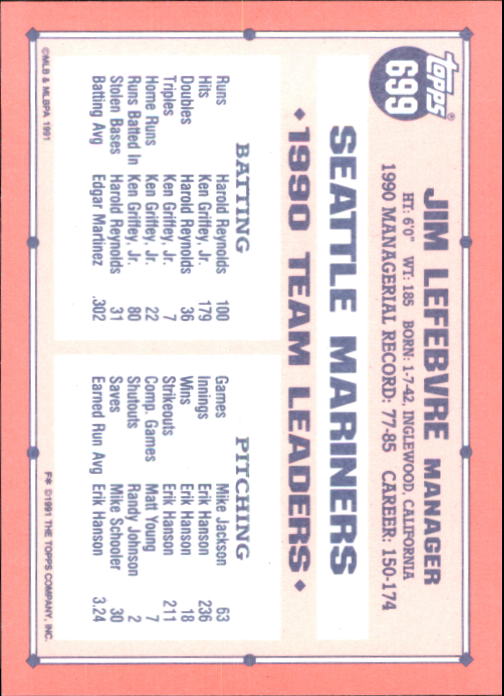 topps®
699
JIM LEFEBVRE MANAGER
HT: 6'0" WT: 185 BORN: 1-7-42, INGLEWOOD, CALIFORNIA
1990 MANAGERIAL RECORD: 77-85 CAREER: 150-174
SEATTLE MARINERS
♦ 1990 TEAM LEADERS ♦
BATTING
Runs Harold Reynolds 100
Hits Ken Griffey, Jr. 179
Doubles Harold Reynolds 36
Triples Ken Griffey, Jr. 7
Home Runs Ken Griffey, Jr. 22
Runs Batted In Ken Griffey, Jr. 80
Stolen Bases Harold Reynolds 31
Batting Avg Edgar Martinez .302
PITCHING
Games Mike Jackson 63
Innings Erik Hanson 236
Wins Erik Hanson 18
Strikeouts Erik Hanson 211
Comp. Games Matt Young 7
Shutouts Randy Johnson 2
Saves Mike Schooler 30
Earned Run Avg Erik Hanson 3.24
©MLB & MLBPA 1991
F* ©1991 THE TOPPS COMPANY, INC.